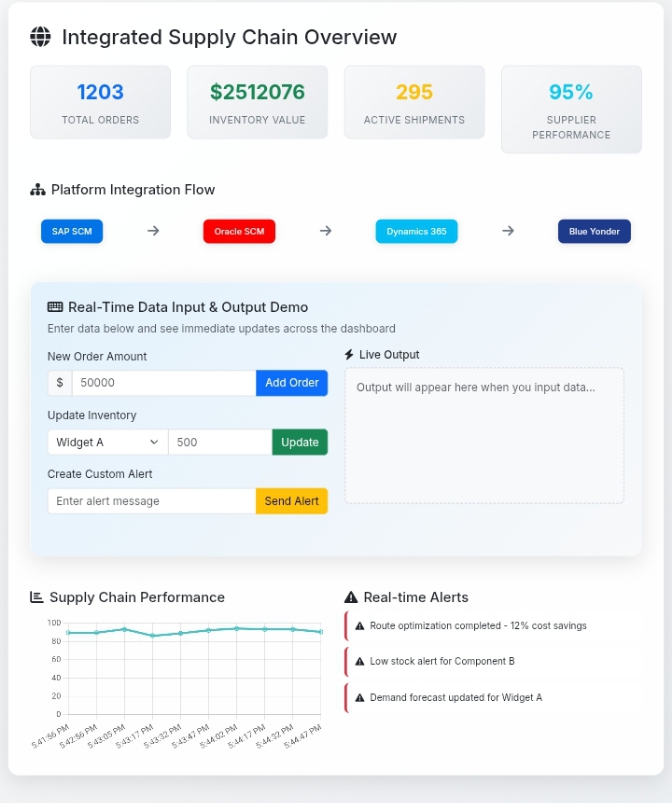 Integrated Supply Chain Overview
1203
TOTAL ORDERS
$2512076
INVENTORY VALUE
295
ACTIVE SHIPMENTS
95%
SUPPLIER
PERFORMANCE
Platform Integration Flow
SAP SCM
Oracle SCM
Dynamics 365
Blue Yonder
Real-Time Data Input & Output Demo
Enter data below and see immediate updates across the dashboard
New Order Amount
$ 50000 Add Order
Update Inventory
Widget A 500 Update
Create Custom Alert
Enter alert message Send Alert
Live Output
Output will appear here when you input data...
Supply Chain Performance
100
80
60
40
20
0
5:41:56 PM
5:42:56 PM
5:43:05 PM
5:43:17 PM
5:43:32 PM
5:43:47 PM
5:44:02 PM
5:44:17 PM
5:44:32 PM
5:44:47 PM
Real-time Alerts
Route optimization completed - 12% cost savings
Low stock alert for Component B
Demand forecast updated for Widget A